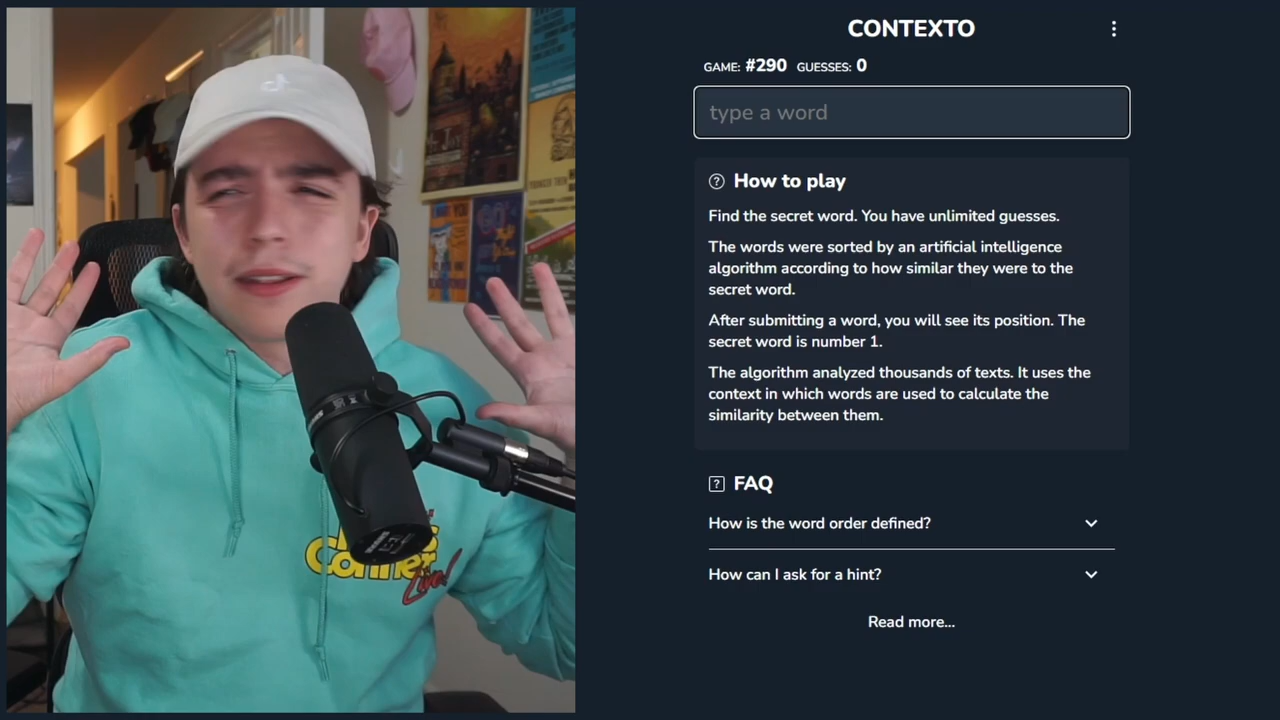 CONTEXTO
GAME: #290 GUESSES: 0
type a word
How to play
Find the secret word. You have unlimited guesses.
The words were sorted by an artificial intelligence
algorithm according to how similar they were to the
secret word.
After submitting a word, you will see its position. The
secret word is number 1.
The algorithm analyzed thousands of texts. It uses the
context in which words are used to calculate the
similarity between them.
FAQ
How is the word order defined?
How can I ask for a hint?
Read more...
Live!